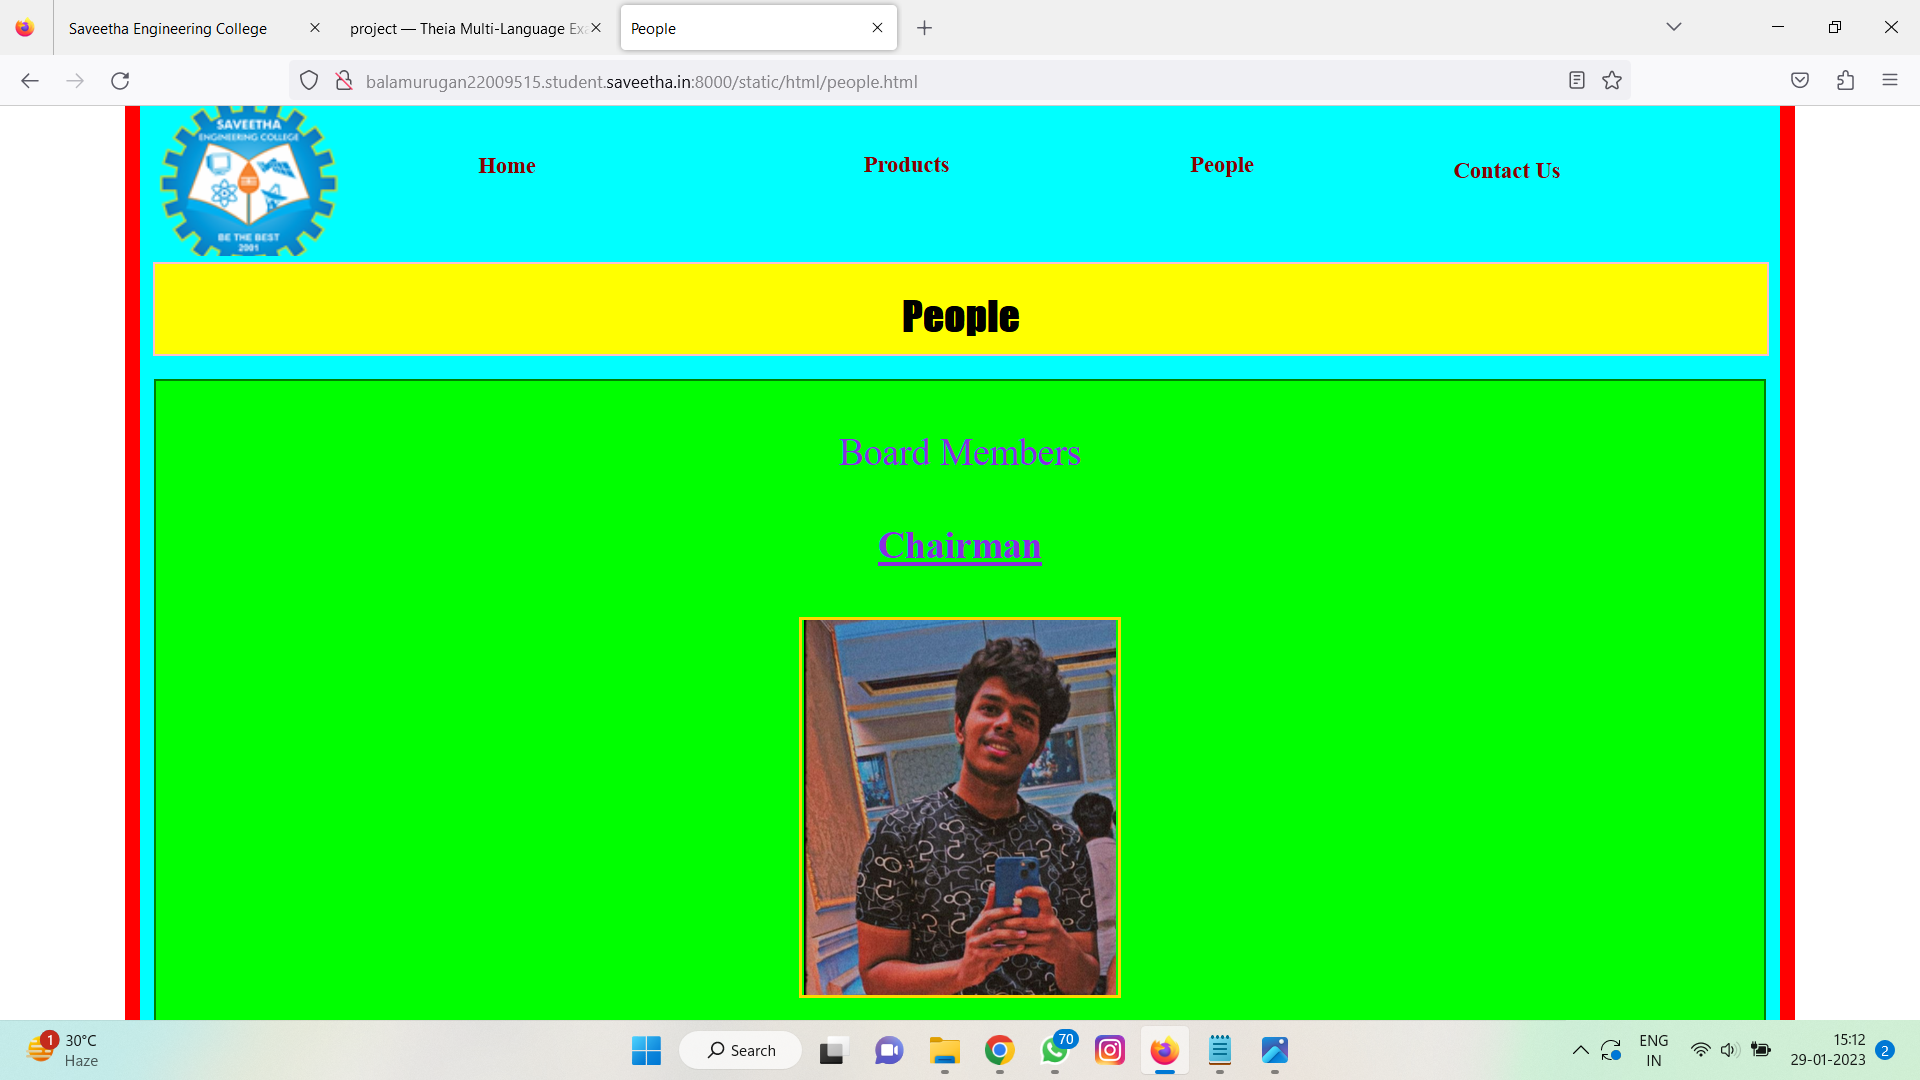 Saveetha Engineering College
project — Theia Multi-Language Exa
People
balamurugan22009515.student.saveetha.in:8000/static/html/people.html
SAVEETHA
ENGINEERING COLLEGE
BE THE BEST
2001
Home
Products
People
Contact Us
People
Board Members
Chairman
1
30°C
Haze
Search
70
ENG
IN
15:12
29-01-2023
2